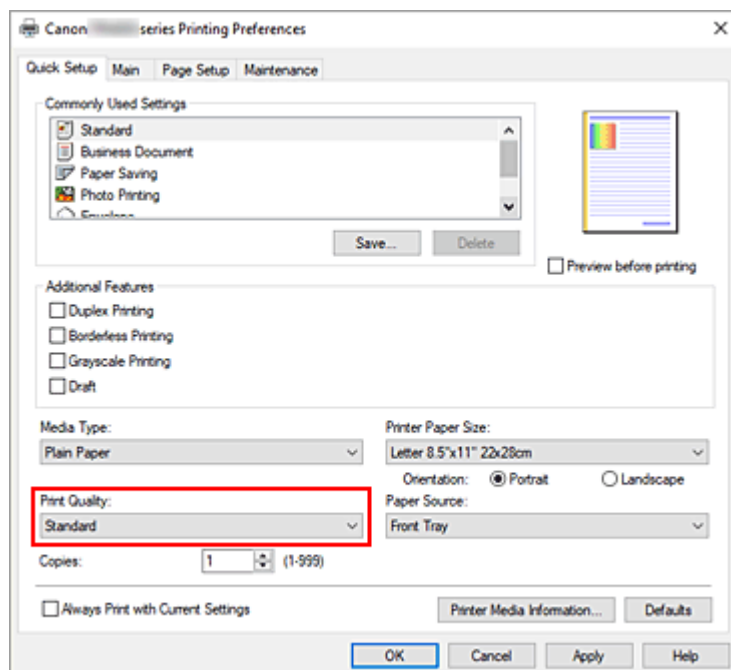 Canon series Printing Preferences
Quick Setup Main Page Setup Maintenance
Commonly Used Settings
Standard
Business Document
Paper Saving
Photo Printing
Envelope
Save... Delete
Preview before printing
Additional Features
Duplex Printing
Borderless Printing
Grayscale Printing
Draft
Media Type: Printer Paper Size:
Plain Paper Letter 8.5"x11" 22x28cm
Orientation: Portrait Landscape
Print Quality: Paper Source:
Standard Front Tray
Copies: 1 (1-999)
Always Print with Current Settings Printer Media Information... Defaults
OK Cancel Apply Help